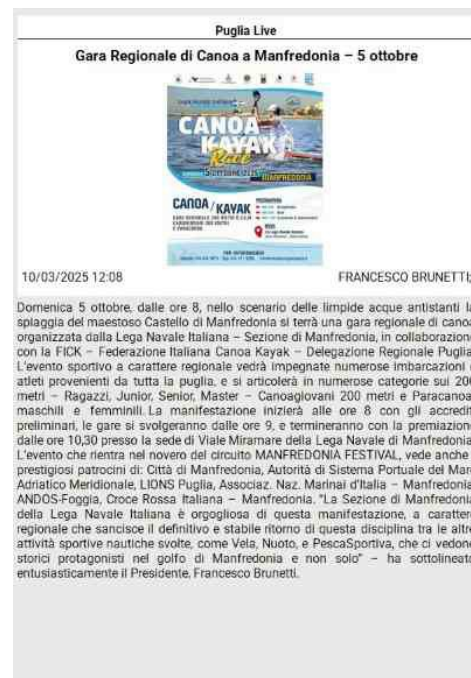 Puglia Live
Gara Regionale di Canoa a Manfredonia – 5 ottobre
CANOA
KAYAK
Race
MANFREDONIA
CANOA / KAYAK
10/03/2025 12:08
FRANCESCO BRUNETTI;
Domenica 5 ottobre, dalle ore 8, nello scenario delle limpide acque antistanti
spiaggia del maestoso Castello di Manfredonia si terrà una gara regionale di
organizzata dalla Lega Navale Italiana – Sezione di Manfredonia, in collaborazion
con la FICK – Federazione Italiana Canoa Kayak – Delegazione Regionale Puglia
L'evento sportivo a carattere regionale vedrà impegnate numerose imbarcazioni
atleti provenienti da tutta la puglia, e si articolerà in numerose categorie sui
metri – Ragazzi, Junior, Senior, Master – Canoagiovani 200 metri e Paracanoa
maschili e femminili. La manifestazione inizierà alle ore 8 con gli accredit
preliminari, le gare si svolgeranno dalle ore 9, e termineranno con la premiazion
dalle ore 10,30 presso la sede di Viale Miramare della Lega Navale di Manfredonia
L'evento che rientra nel novero del circuito MANFREDONIA FESTIVAL, vede anche
prestigiosi patrocini di: Città di Manfredonia, Autorità di Sistema Portuale del Mar
Adriatico Meridionale, LIONS Puglia, Associaz. Naz. Marinai d'Italia – Manfredonia
ANDOS-Foggia, Croce Rossa Italiana – Manfredonia. "La Sezione di Manfredonia
della Lega Navale Italiana è orgogliosa di questa manifestazione, a carattere
regionale che sancisce il definitivo e stabile ritorno di questa disciplina tra le altre
attività sportive nautiche svolte, come Vela, Nuoto, e PescaSportiva, che ci vedono
storici protagonisti nel golfo di Manfredonia e non solo" – ha sottolineato
entusiasticamente il Presidente, Francesco Brunetti.